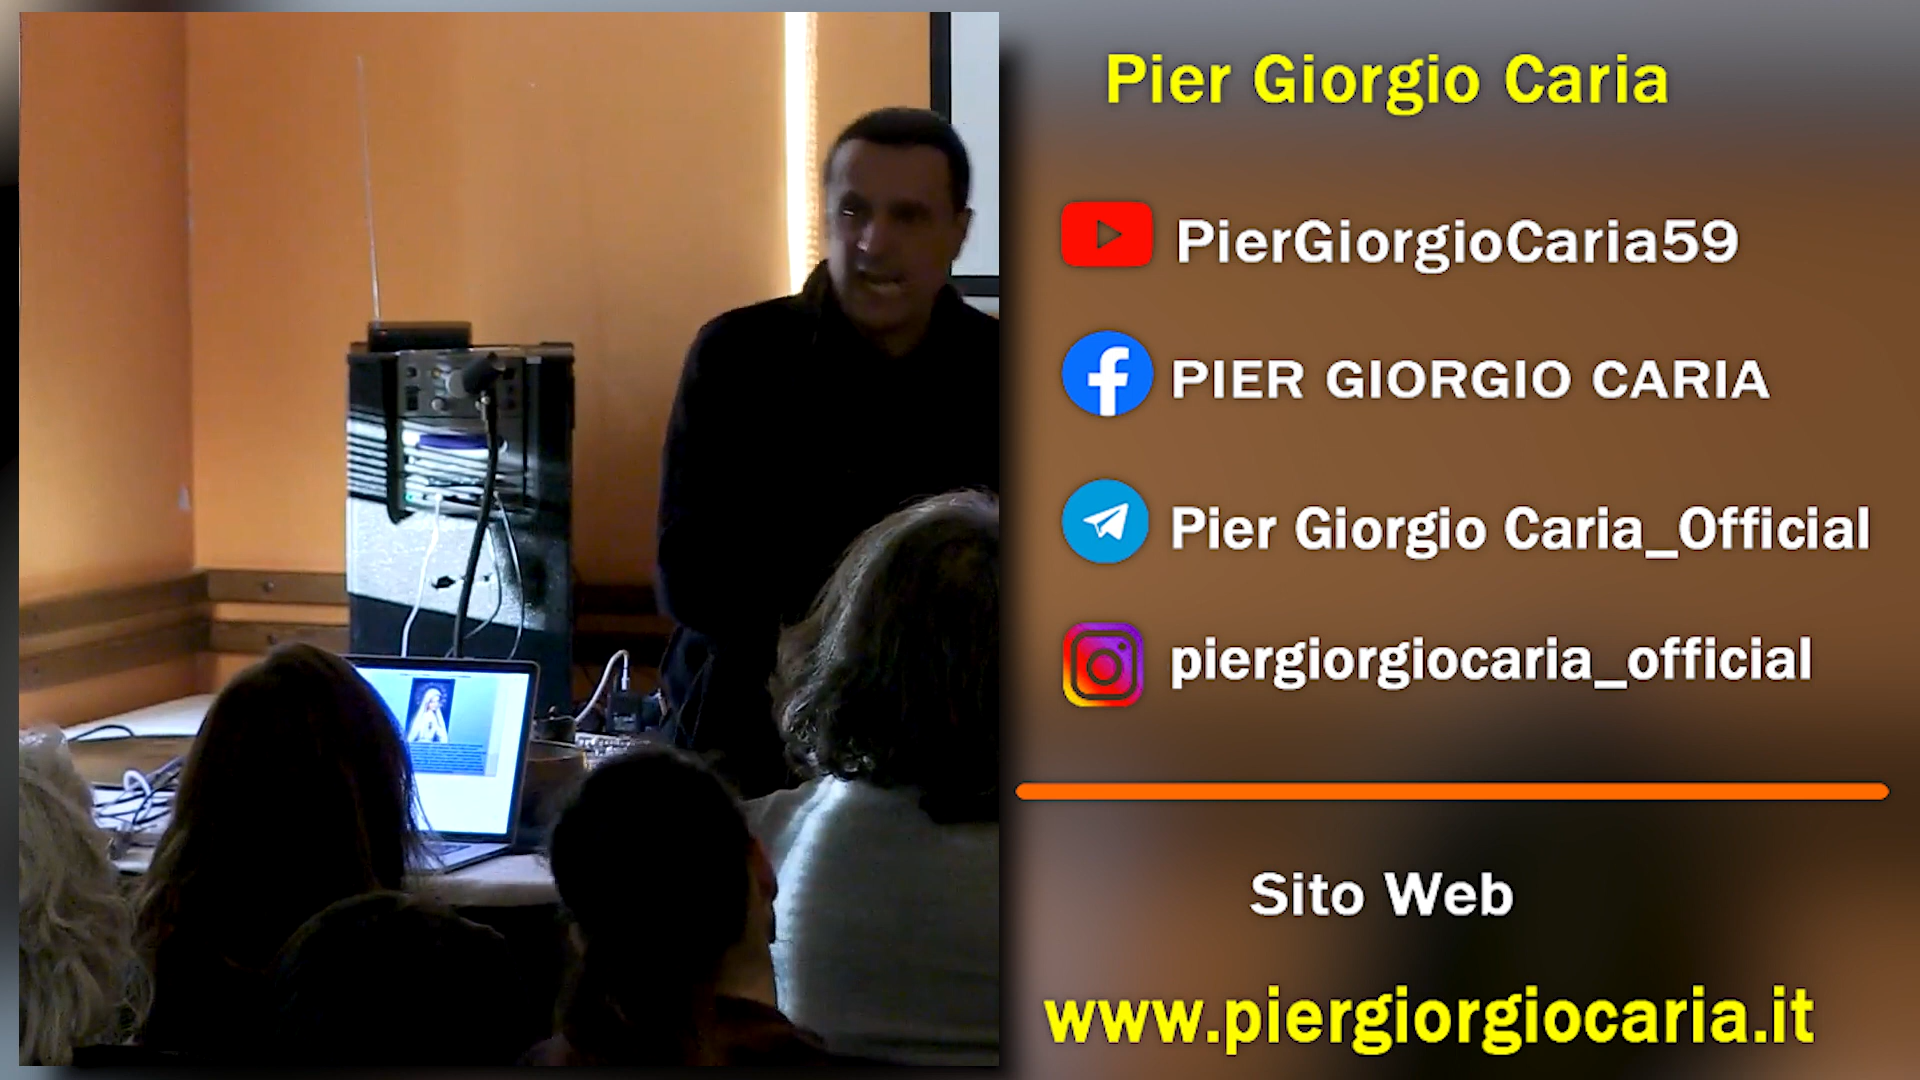 Pier Giorgio Caria
PierGiorgioCaria59
PIER GIORGIO CARIA
Pier Giorgio Caria_Official
piergiorgiocaria_official
Sito Web
www.piergiorgiocaria.it